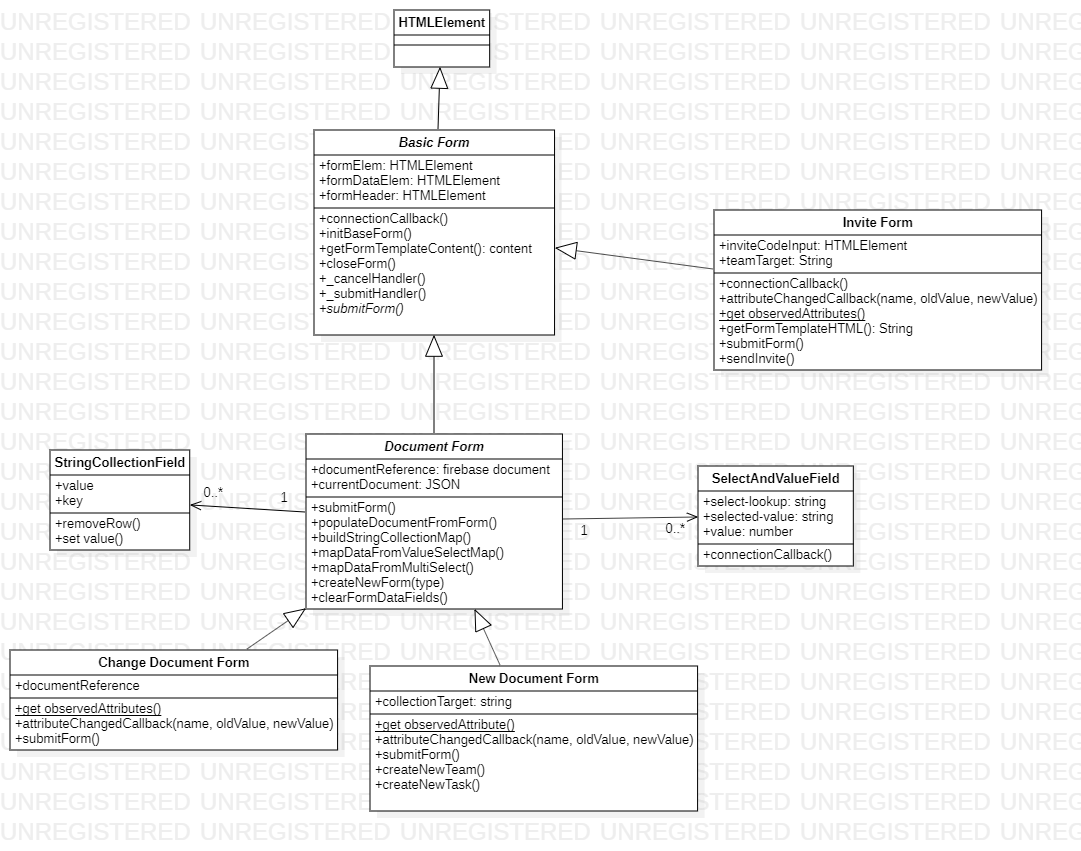 HTMLElement
Basic Form
+formElem: HTMLElement
+formDataElem: HTMLElement
+formHeader: HTMLElement
+connectionCallback()
+initBaseForm()
+getFormTemplateContent(): content
+closeForm()
+_cancelHandler()
+_submitHandler()
+submitForm()
Invite Form
+inviteCodeInput: HTMLElement
+teamTarget: String
+connectionCallback()
+attributeChangedCallback(name, oldValue, newValue)
+get observedAttributes()
+getFormTemplateHTML(): String
+submitForm()
+sendInvite()
StringCollectionField
+value
+key
+removeRow()
+set value()
0..*
1
Document Form
+documentReference: firebase document
+currentDocument: JSON
+submitForm()
+populateDocumentFromForm()
+buildStringCollectionMap()
+mapDataFromValueSelectMap()
+mapDataFromMultiSelect()
+createNewForm(type)
+clearFormDataFields()
1
0..*
SelectAndValueField
+select-lookup: string
+selected-value: string
+value: number
+connectionCallback()
Change Document Form
+documentReference
+get observedAttributes()
+attributeChangedCallback(name, oldValue, newValue)
+submitForm()
New Document Form
+collectionTarget: string
+get observedAttribute()
+attributeChangedCallback(name, oldValue, newValue)
+submitForm()
+createNewTeam()
+createNewTask()
UNREGISTERED